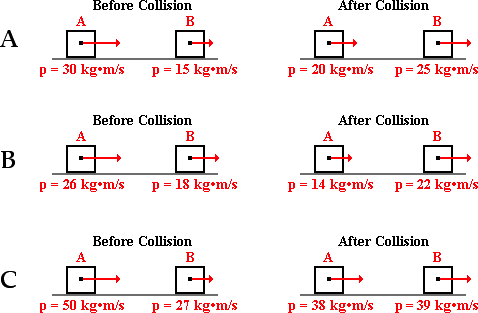 Before Collision After Collision
A
A B A B
p = 30 kg•m/s p = 15 kg•m/s p = 20 kg•m/s p = 25 kg•m/s
Before Collision After Collision
B
A B A B
p = 26 kg•m/s p = 18 kg•m/s p = 14 kg•m/s p = 22 kg•m/s
Before Collision After Collision
C
A B A B
p = 50 kg•m/s p = 27 kg•m/s p = 38 kg•m/s p = 39 kg•m/s